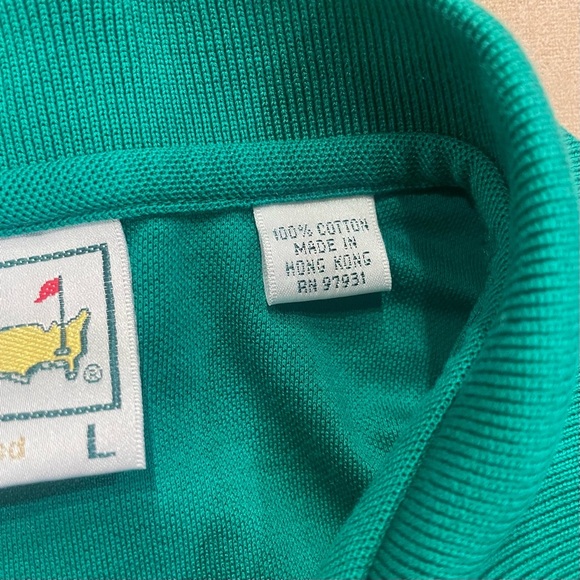 100% COTTON
MADE IN
HONG KONG
RN 97931
®
L